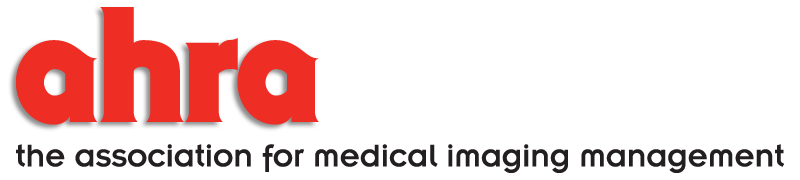 ahra
the association for medical imaging management